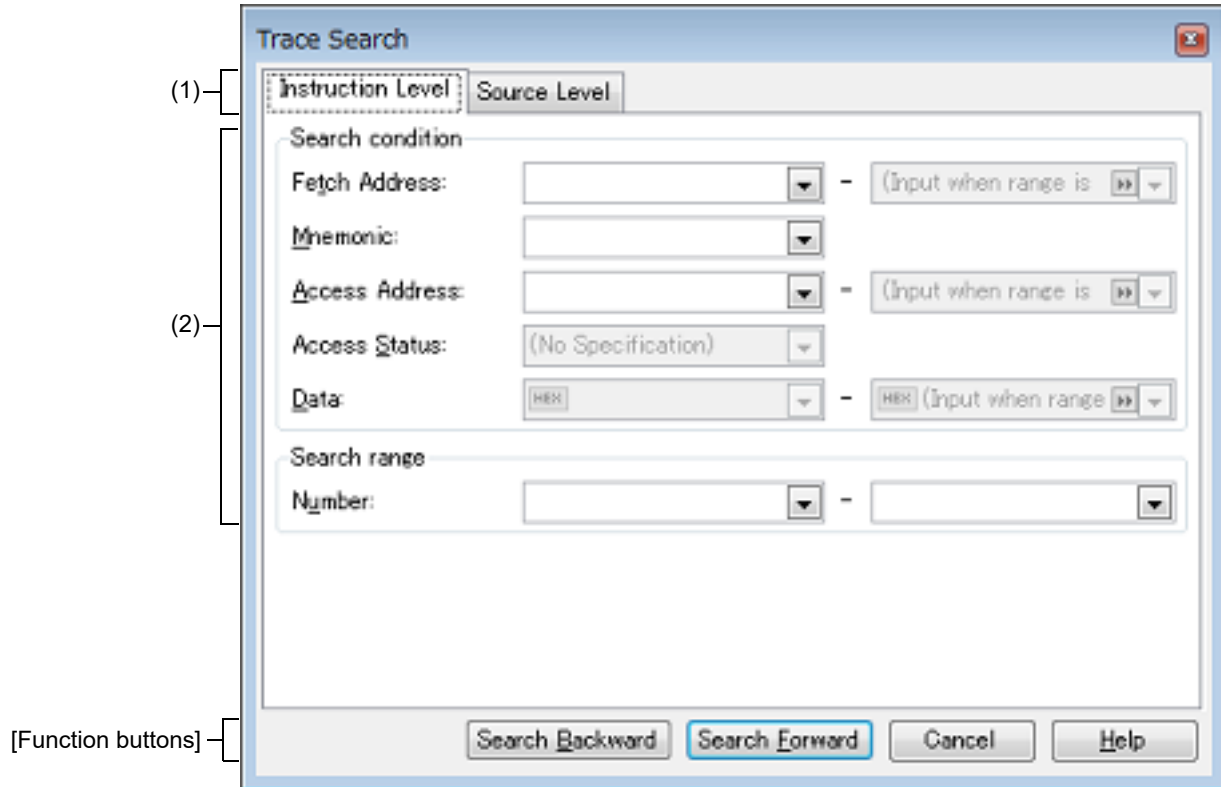 Trace Search
(1)
Instruction Level Source Level
(2)
Search condition
Fetch Address: - (Input when range is
Mnemonic:
Access Address: - (Input when range is
Access Status: (No Specification)
Data: HEX - HEX (Input when range
Search range
Number: -
[Function buttons] Search Backward Search Forward Cancel Help